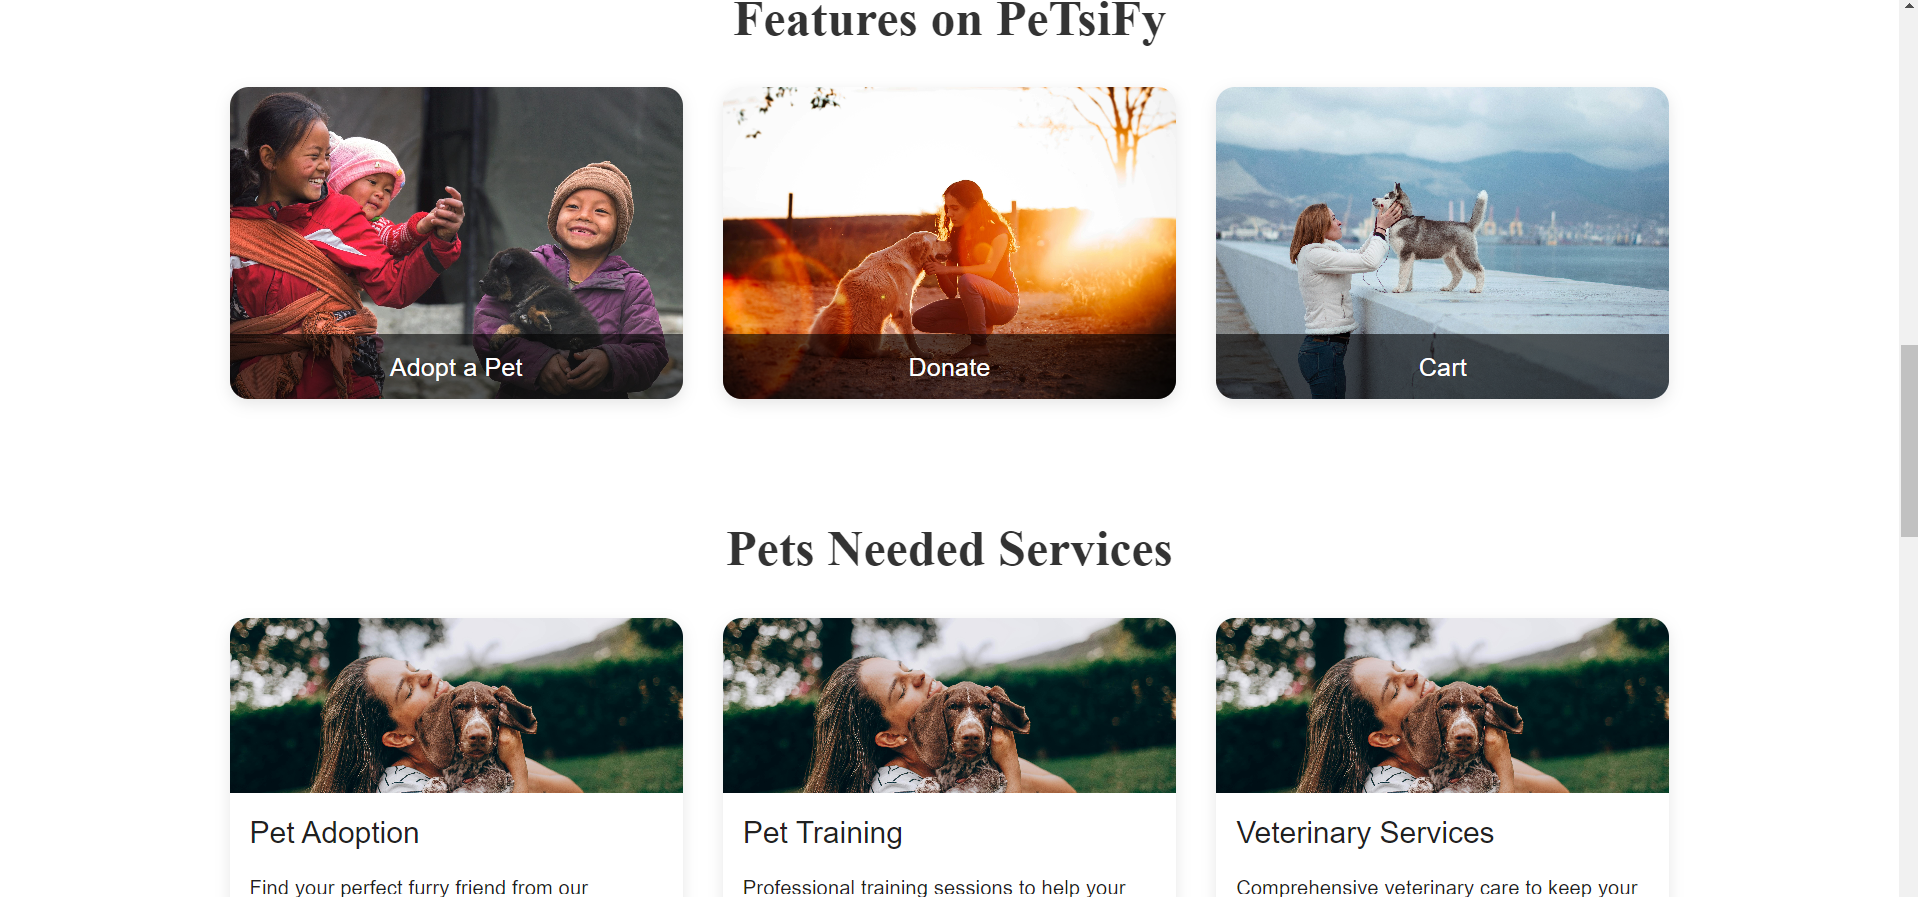 Features on PeTsiFy
Adopt a Pet
Donate
Cart
Pets Needed Services
Pet Adoption
Pet Training
Veterinary Services
Find your perfect furry friend from our
Professional training sessions to help your
Comprehensive veterinary care to keep your